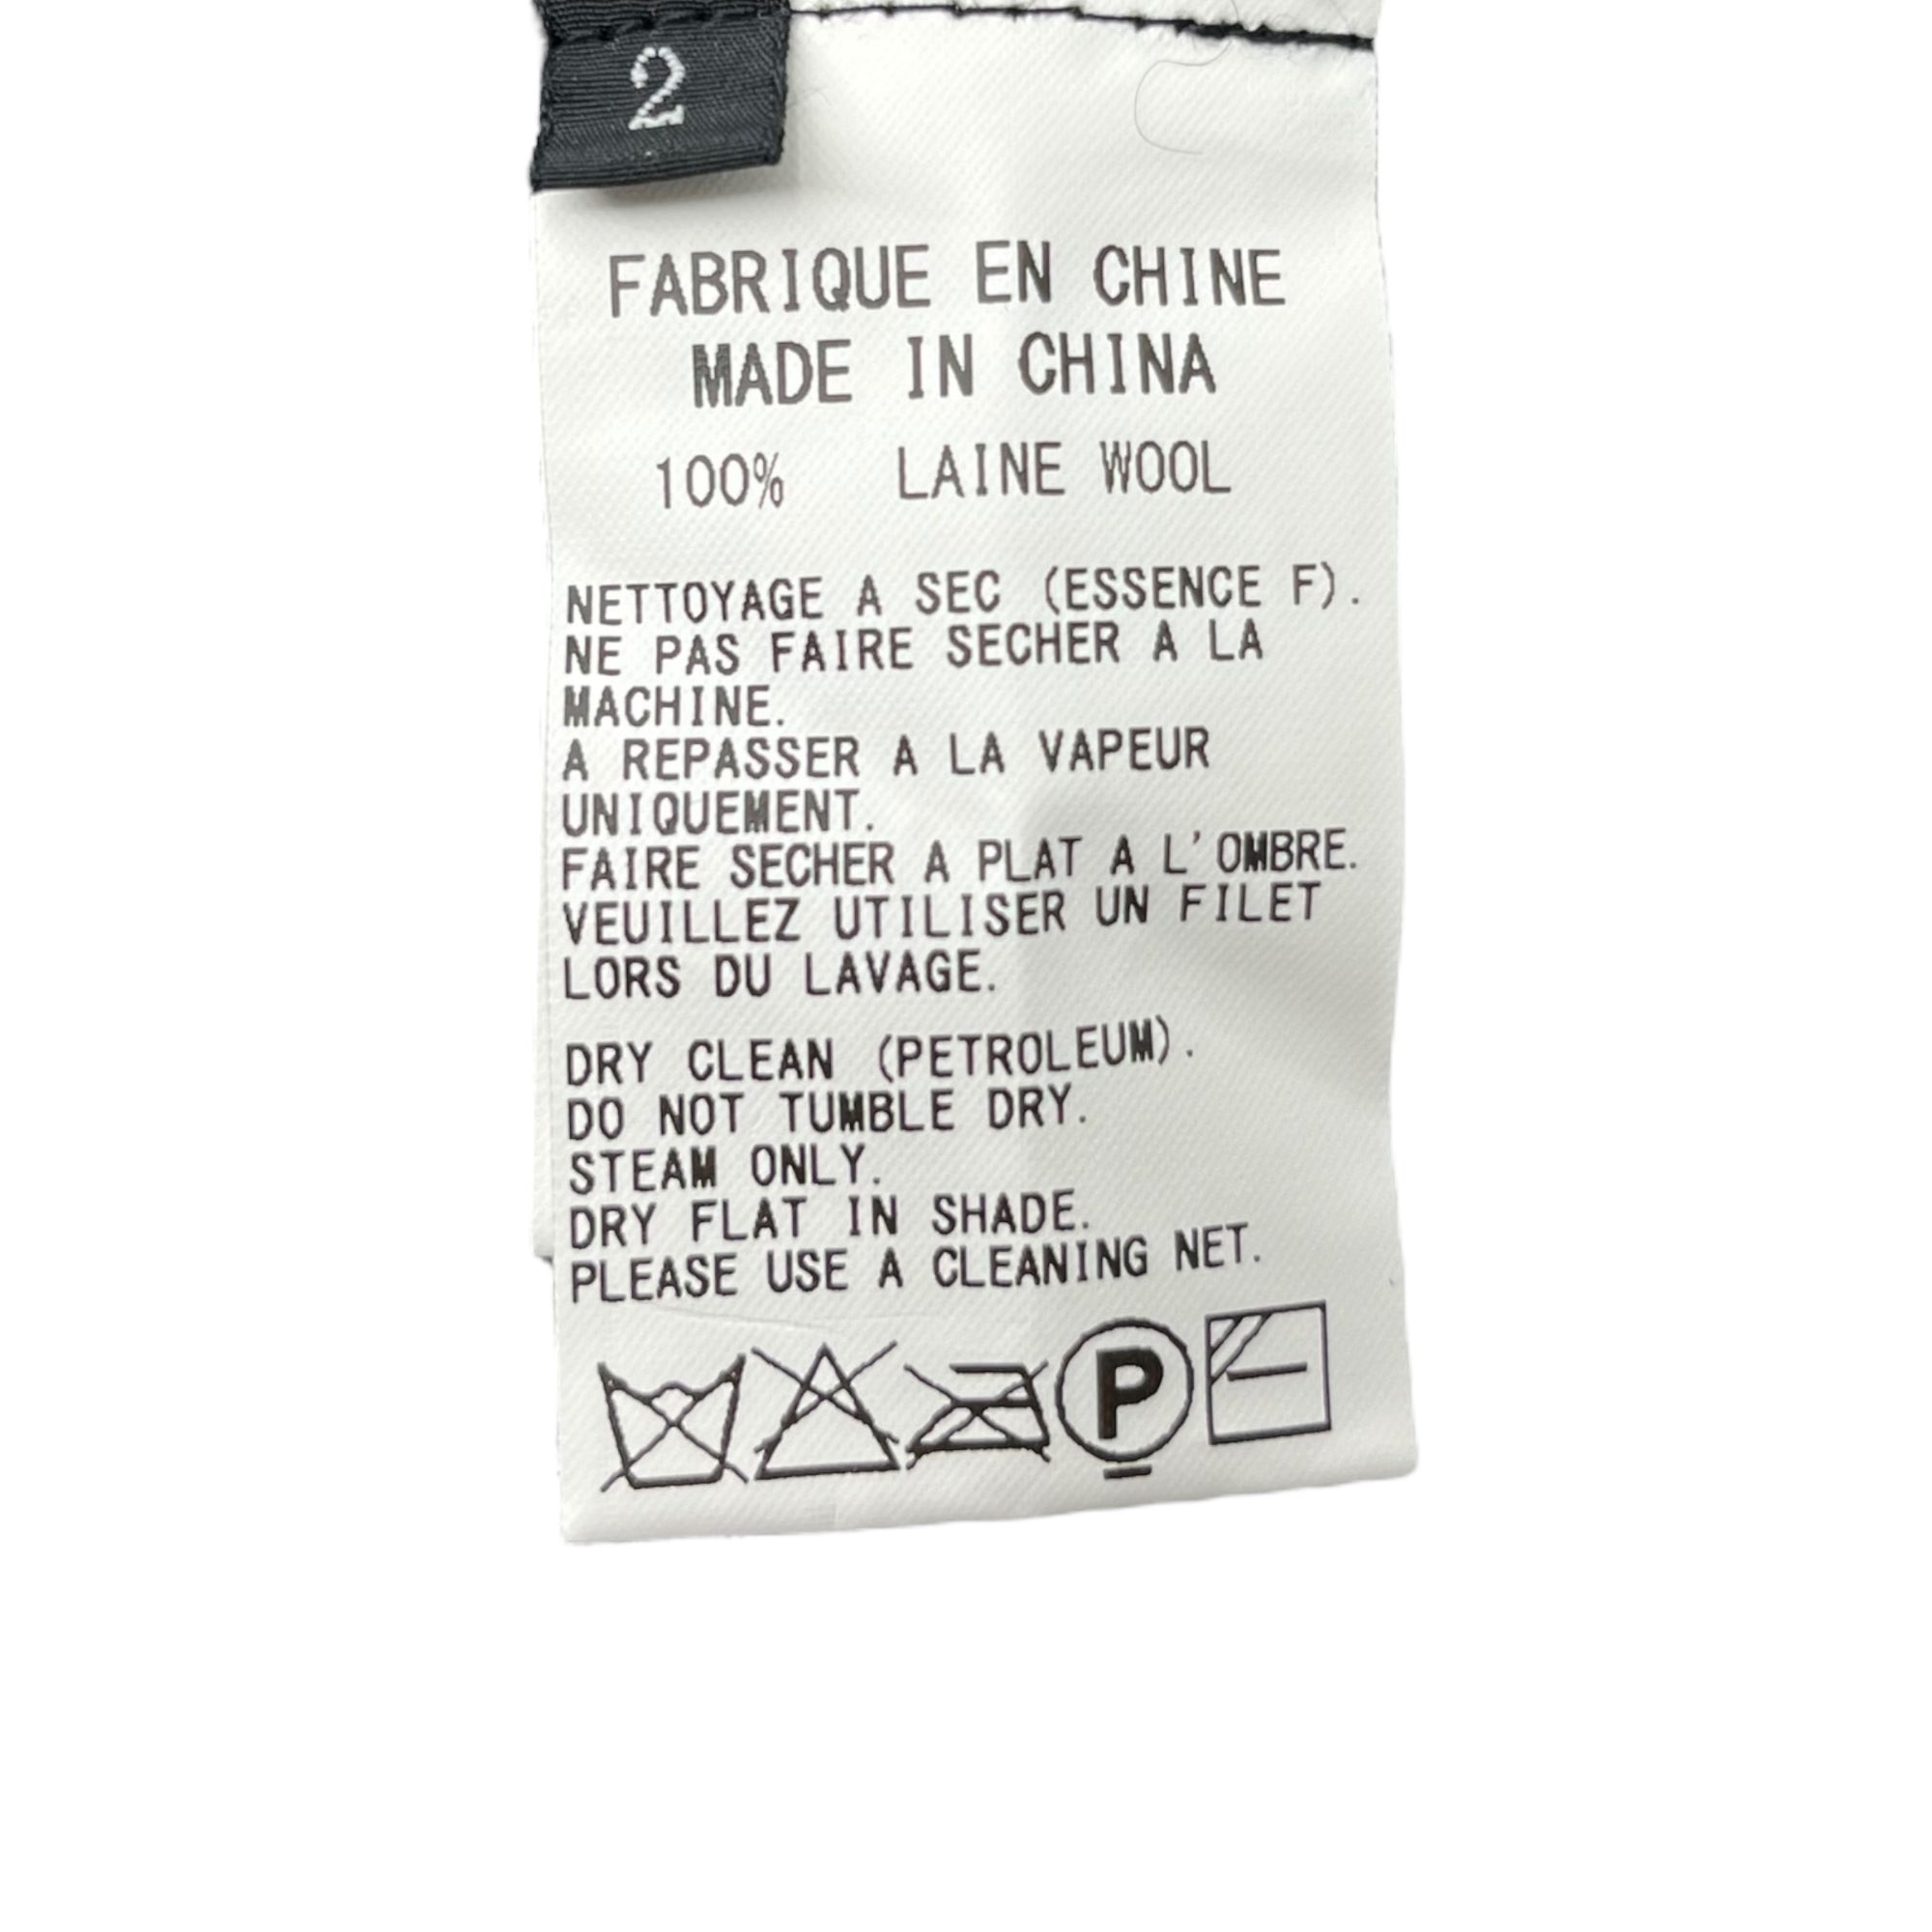 2
FABRIQUE EN CHINE
MADE IN CHINA
100% LAINE WOOL
NETTOYAGE A SEC (ESSENCE F).
NE PAS FAIRE SECHER A LA
MACHINE.
A REPASSER A LA VAPEUR
UNIQUEMENT.
FAIRE SECHER A PLAT A L'OMBRE.
VEUILLEZ UTILISER UN FILET
LORS DU LAVAGE.
DRY CLEAN (PETROLEUM).
DO NOT TUMBLE DRY.
STEAM ONLY.
DRY FLAT IN SHADE.
PLEASE USE A CLEANING NET.
P